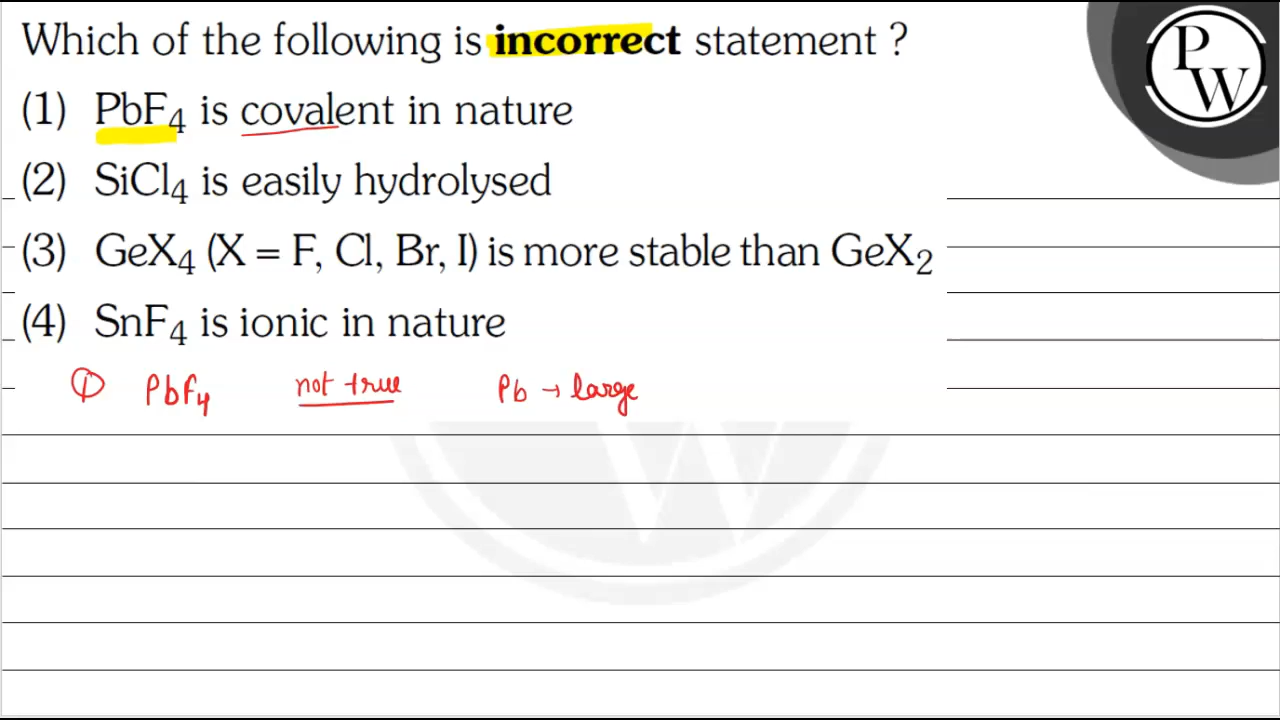 Which of the following is incorrect statement ?
P
W
(1) PbF₄ is covalent in nature
(2) SiCl₄ is easily hydrolysed
(3) GeX₄ (X = F, Cl, Br, I) is more stable than GeX₂
(4) SnF₄ is ionic in nature
① PbF₄ not true Pb → large